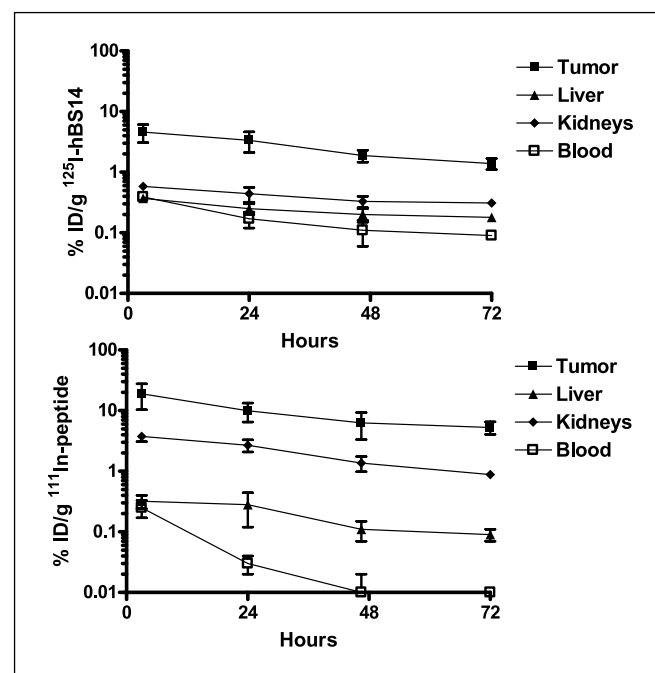 100
10
1
0.1
0.01
% ID/g ¹²⁵I-hBS14
0 24 48 72
Hours
Tumor
Liver
Kidneys
Blood
100
10
1
0.1
0.01
% ID/g ¹¹¹In-peptide
0 24 48 72
Hours
Tumor
Liver
Kidneys
Blood